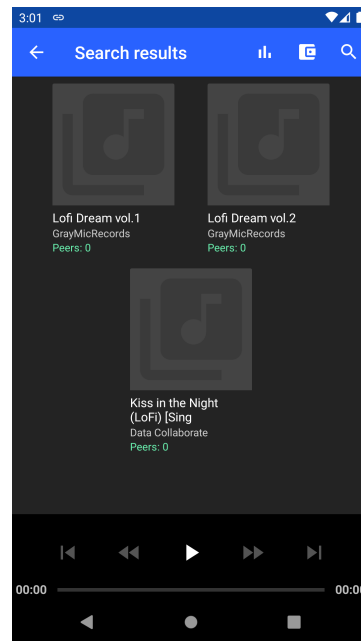 3:01
Search results
Lofi Dream vol.1
GrayMicRecords
Peers: 0
Lofi Dream vol.2
GrayMicRecords
Peers: 0
Kiss in the Night
(LoFi) [Sing
Data Collaborate
Peers: 0
00:00
00:00